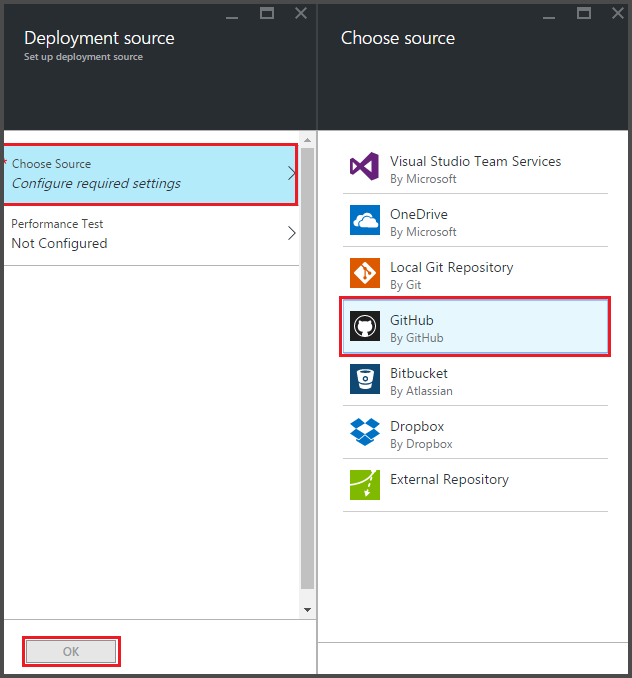 Deployment source
Set up deployment source
* Choose Source
Configure required settings
Performance Test
Not Configured
OK
Choose source
Visual Studio Team Services
By Microsoft
OneDrive
By Microsoft
Local Git Repository
By Git
GitHub
By GitHub
Bitbucket
By Atlassian
Dropbox
By Dropbox
External Repository